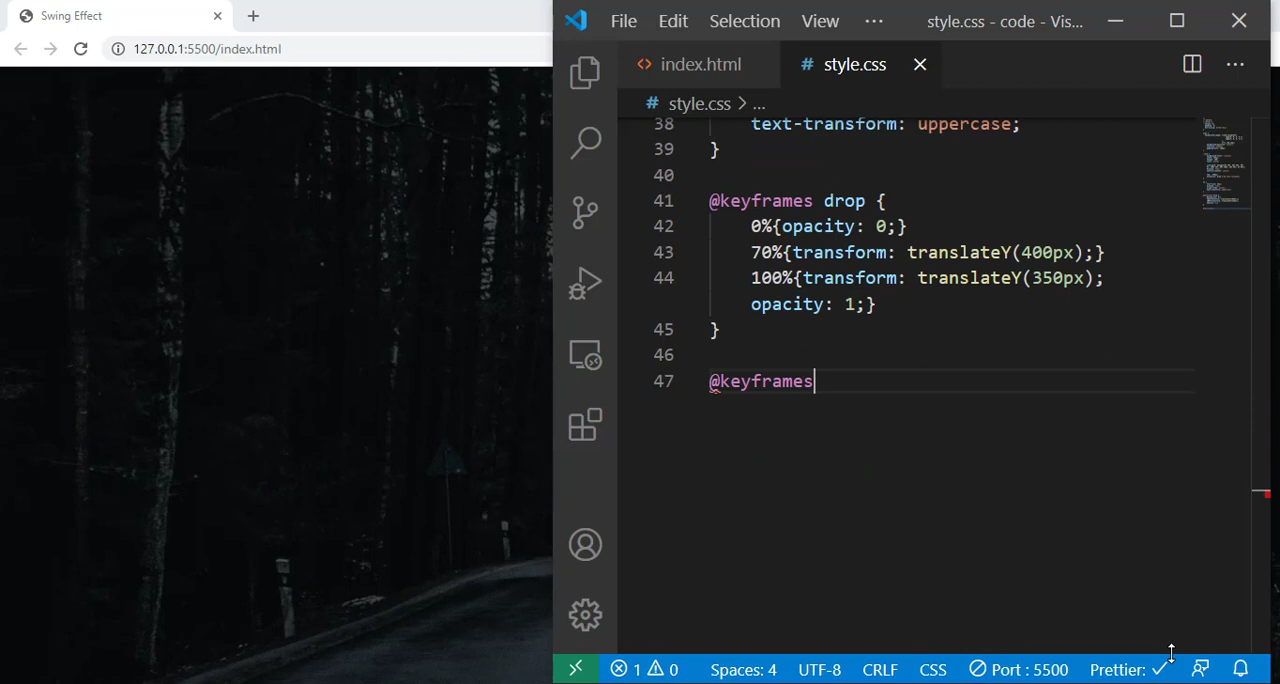 Swing Effect
127.0.0.1:5500/index.html
File Edit Selection View ··· style.css - code - Vis...
<> index.html # style.css
# style.css > ...
38 text-transform: uppercase;
39 }
40
41 @keyframes drop {
42 0%{opacity: 0;}
43 70%{transform: translateY(400px);}
44 100%{transform: translateY(350px);
opacity: 1;}
45 }
46
47 @keyframes
1 0 Spaces: 4 UTF-8 CRLF CSS Port : 5500 Prettier: ✓